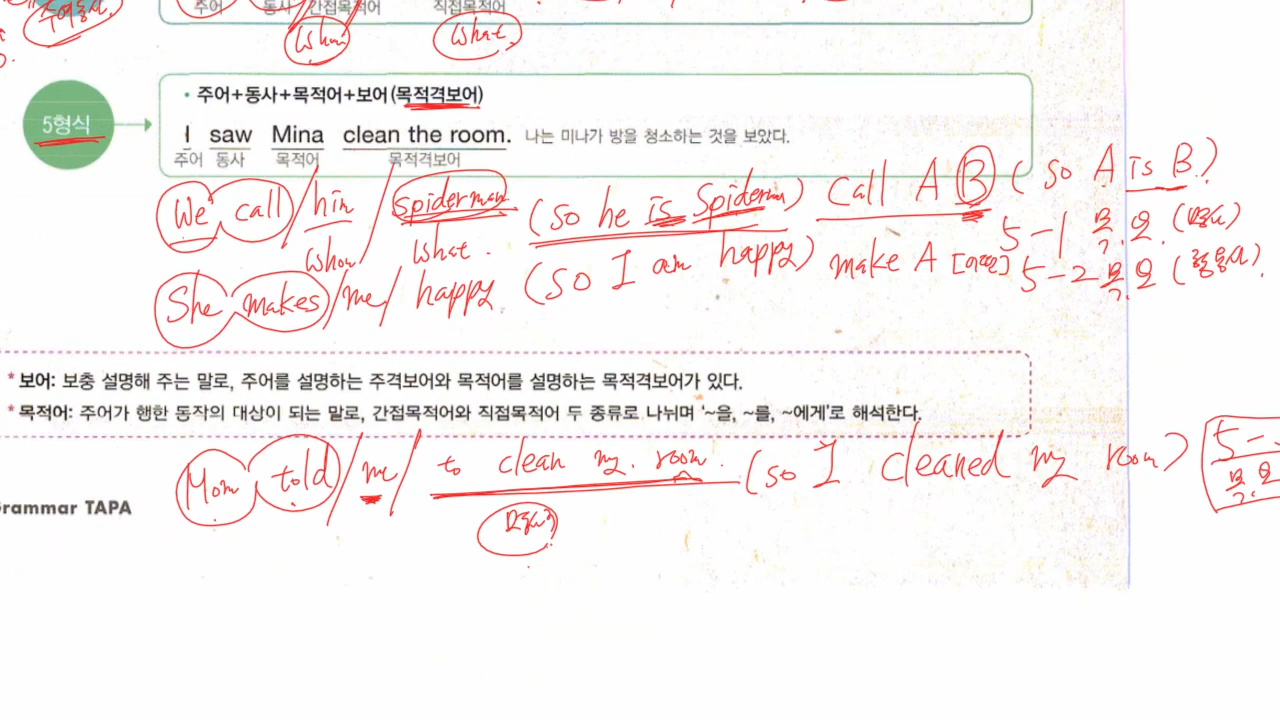 주어동사
주어 동사 간접목적어 직접목적어
whom what
• 주어+동사+목적어+보어(목적격보어)
5형식
I saw Mina clean the room. 나는 미나가 방을 청소하는 것을 보았다.
주어 동사 목적어 목적격보어
We call / him / spiderman (so he is Spiderman) call A B (so A is B)
whom what. 5-1 목.보. (명사)
She makes / me / happy (so I am happy) make A 5-2 목.보 (형용사)
* 보어: 보충 설명해 주는 말로, 주어를 설명하는 주격보어와 목적어를 설명하는 목적격보어가 있다.
* 목적어: 주어가 행한 동작의 대상이 되는 말로, 간접목적어와 직접목적어 두 종류로 나뉘며 '~을, ~를, ~에게'로 해석한다.
Mom told / me / to clean my room. (so I cleaned my room) 5-
목.보
Grammar TAPA